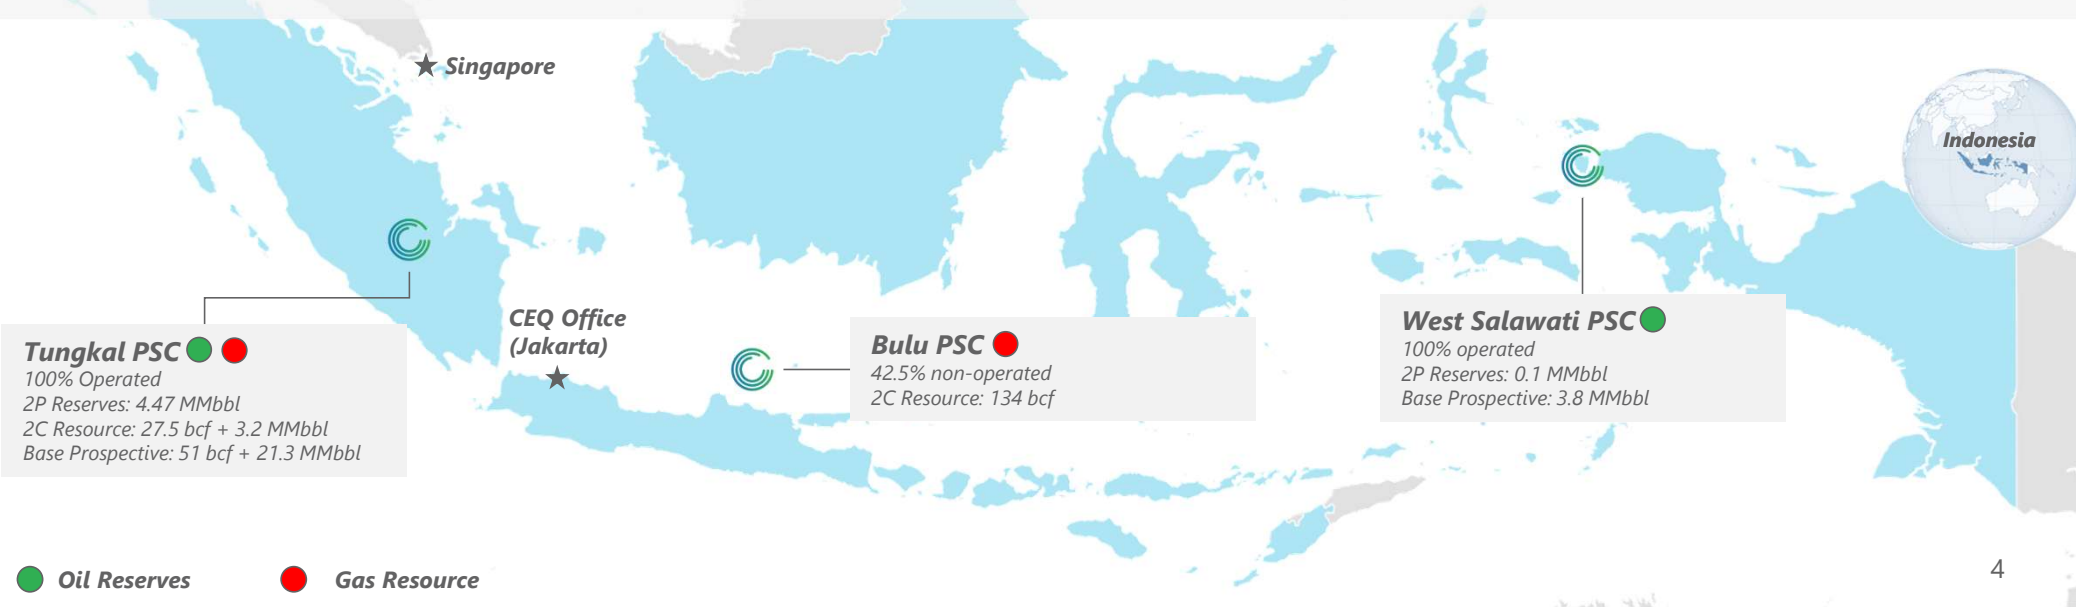 Singapore
Indonesia
CEQ Office
(Jakarta)
Tungkal PSC
100% Operated
2P Reserves: 4.47 MMbbl
2C Resource: 27.5 bcf + 3.2 MMbbl
Base Prospective: 51 bcf + 21.3 MMbbl
Bulu PSC
42.5% non-operated
2C Resource: 134 bcf
West Salawati PSC
100% operated
2P Reserves: 0.1 MMbbl
Base Prospective: 3.8 MMbbl
Oil Reserves
Gas Resource
4